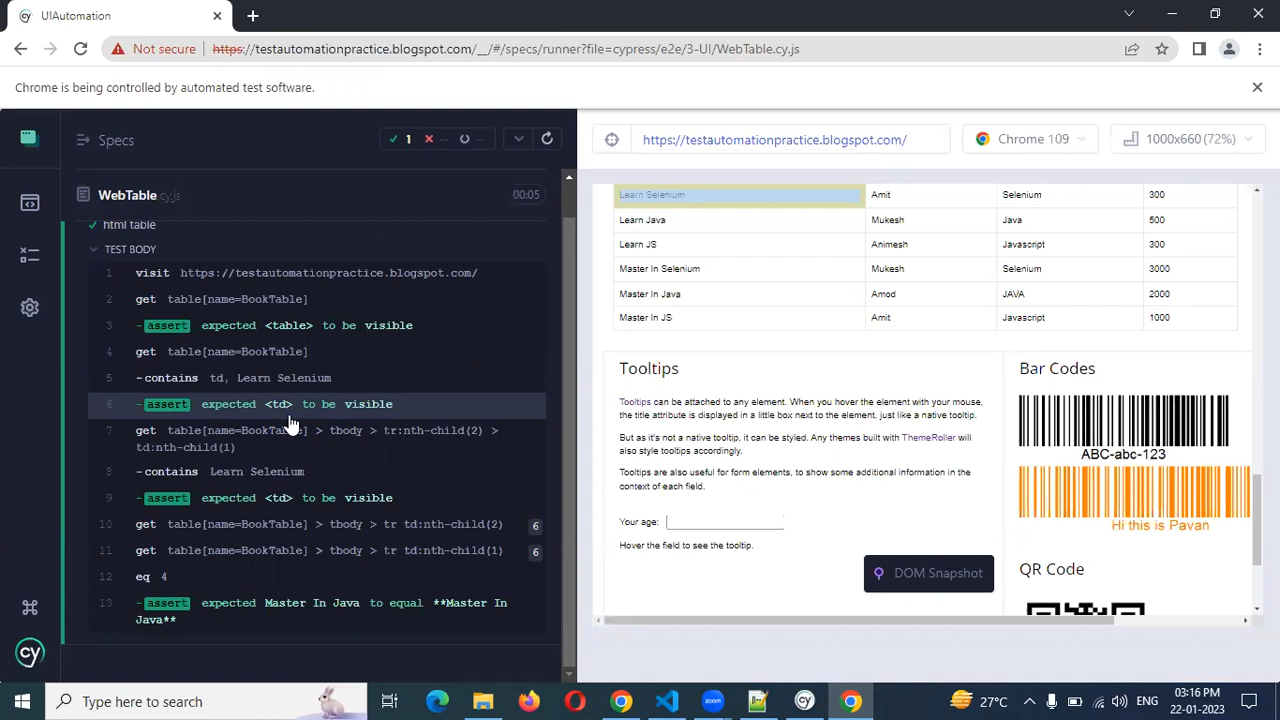 UIAutomation
Not secure
https://testautomationpractice.blogspot.com/__/#/specs/runner?file=cypress/e2e/3-UI/WebTable.cy.js
Chrome is being controlled by automated test software.
Specs
1
--
--
WebTable.cy.js
00:05
html table
TEST BODY
1 visit https://testautomationpractice.blogspot.com/
2 get table[name=BookTable]
3 -assert expected <table> to be visible
4 get table[name=BookTable]
5 -contains td, Learn Selenium
6 -assert expected <td> to be visible
7 get table[name=BookTable] > tbody > tr:nth-child(2) >
td:nth-child(1)
8 -contains Learn Selenium
9 -assert expected <td> to be visible
10 get table[name=BookTable] > tbody > tr td:nth-child(2) 6
11 get table[name=BookTable] > tbody > tr td:nth-child(1) 6
12 eq 4
13 -assert expected Master In Java to equal **Master In
Java**
cy
https://testautomationpractice.blogspot.com/
Chrome 109
1000x660 (72%)
Learn Selenium Amit Selenium 300
Learn Java Mukesh Java 500
Learn JS Animesh Javascript 300
Master In Selenium Mukesh Selenium 3000
Master In Java Amod JAVA 2000
Master In JS Amit Javascript 1000
Tooltips
Tooltips can be attached to any element. When you hover the element with your mouse,
the title attribute is displayed in a little box next to the element, just like a native tooltip.
But as it's not a native tooltip, it can be styled. Any themes built with ThemeRoller will
also style tooltips accordingly.
Tooltips are also useful for form elements, to show some additional information in the
context of each field.
Your age:
Hover the field to see the tooltip.
DOM Snapshot
Bar Codes
ABC-abc-123
Hi this is Pavan
QR Code
Type here to search
zoom
cy
27°C
ENG
03:16 PM
22-01-2023